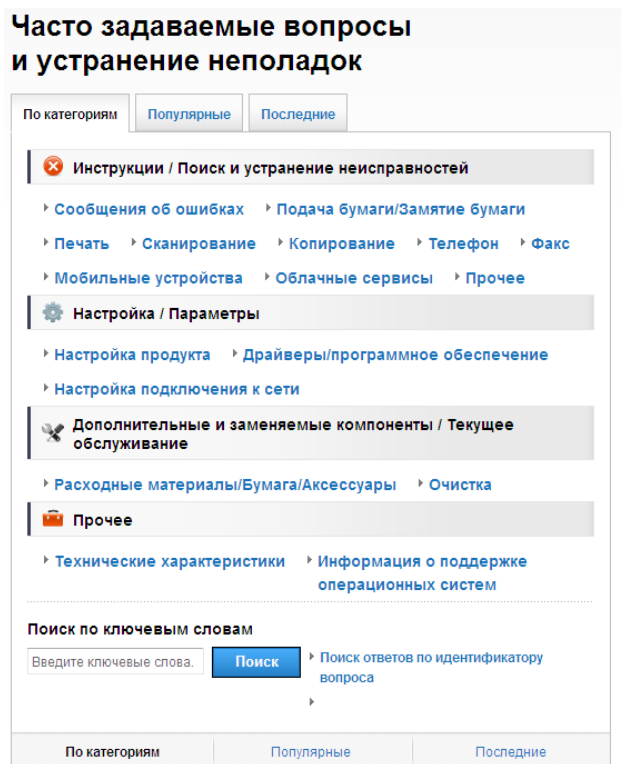 Часто задаваемые вопросы
и устранение неполадок
По категориям Популярные Последние
Инструкции / Поиск и устранение неисправностей
Сообщения об ошибках Подача бумаги/Замятие бумаги
Печать Сканирование Копирование Телефон Факс
Мобильные устройства Облачные сервисы Прочее
Настройка / Параметры
Настройка продукта Драйверы/программное обеспечение
Настройка подключения к сети
Дополнительные и заменяемые компоненты / Текущее
обслуживание
Расходные материалы/Бумага/Аксессуары Очистка
Прочее
Технические характеристики Информация о поддержке
операционных систем
Поиск по ключевым словам
Введите ключевые слова. Поиск Поиск ответов по идентификатору
вопроса
По категориям Популярные Последние